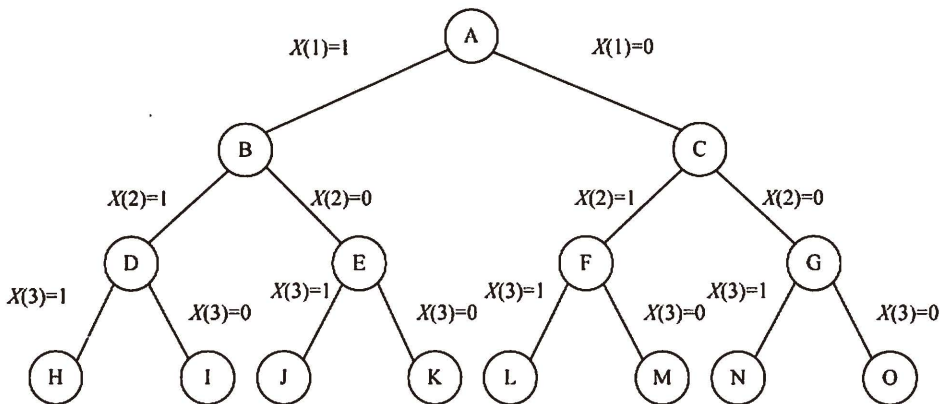 A
X(1)=1 X(1)=0
B C
X(2)=1 X(2)=0 X(2)=1 X(2)=0
D E F G
X(3)=1 X(3)=0 X(3)=1 X(3)=0 X(3)=1 X(3)=0 X(3)=1 X(3)=0
H I J K L M N O